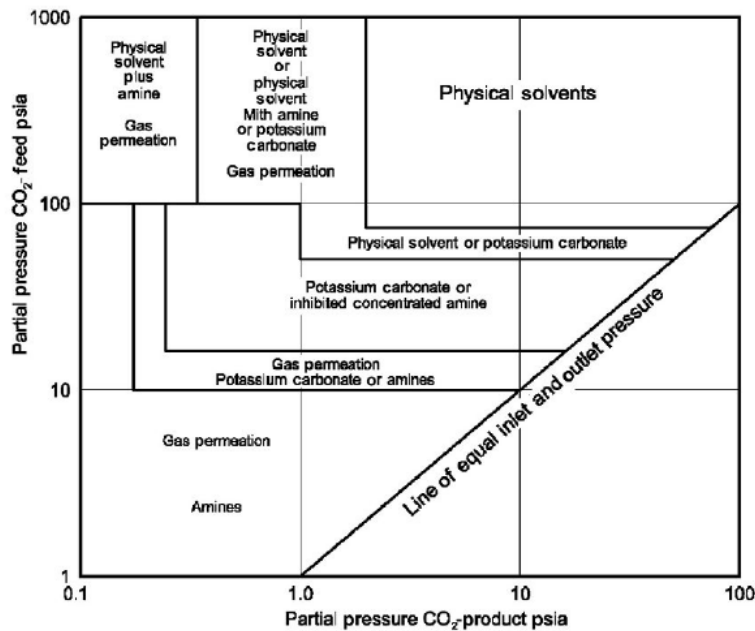 1000
Physical
solvent
plus
amine
Gas
permeation
Physical
solvent
or
physical
solvent
Mith amine
or potassium
carbonate
Gas permeation
Physical solvents
Partial pressure CO₂- feed psia
100
Physical solvent or potassium carbonate
Potassium carbonate or
inhibited concentrated amine
Gas permeation
Potassium carbonate or amines
10
Gas permeation
Amines
Line of equal inlet and outlet pressure
1
0.1
1.0
10
100
Partial pressure CO₂-product psia